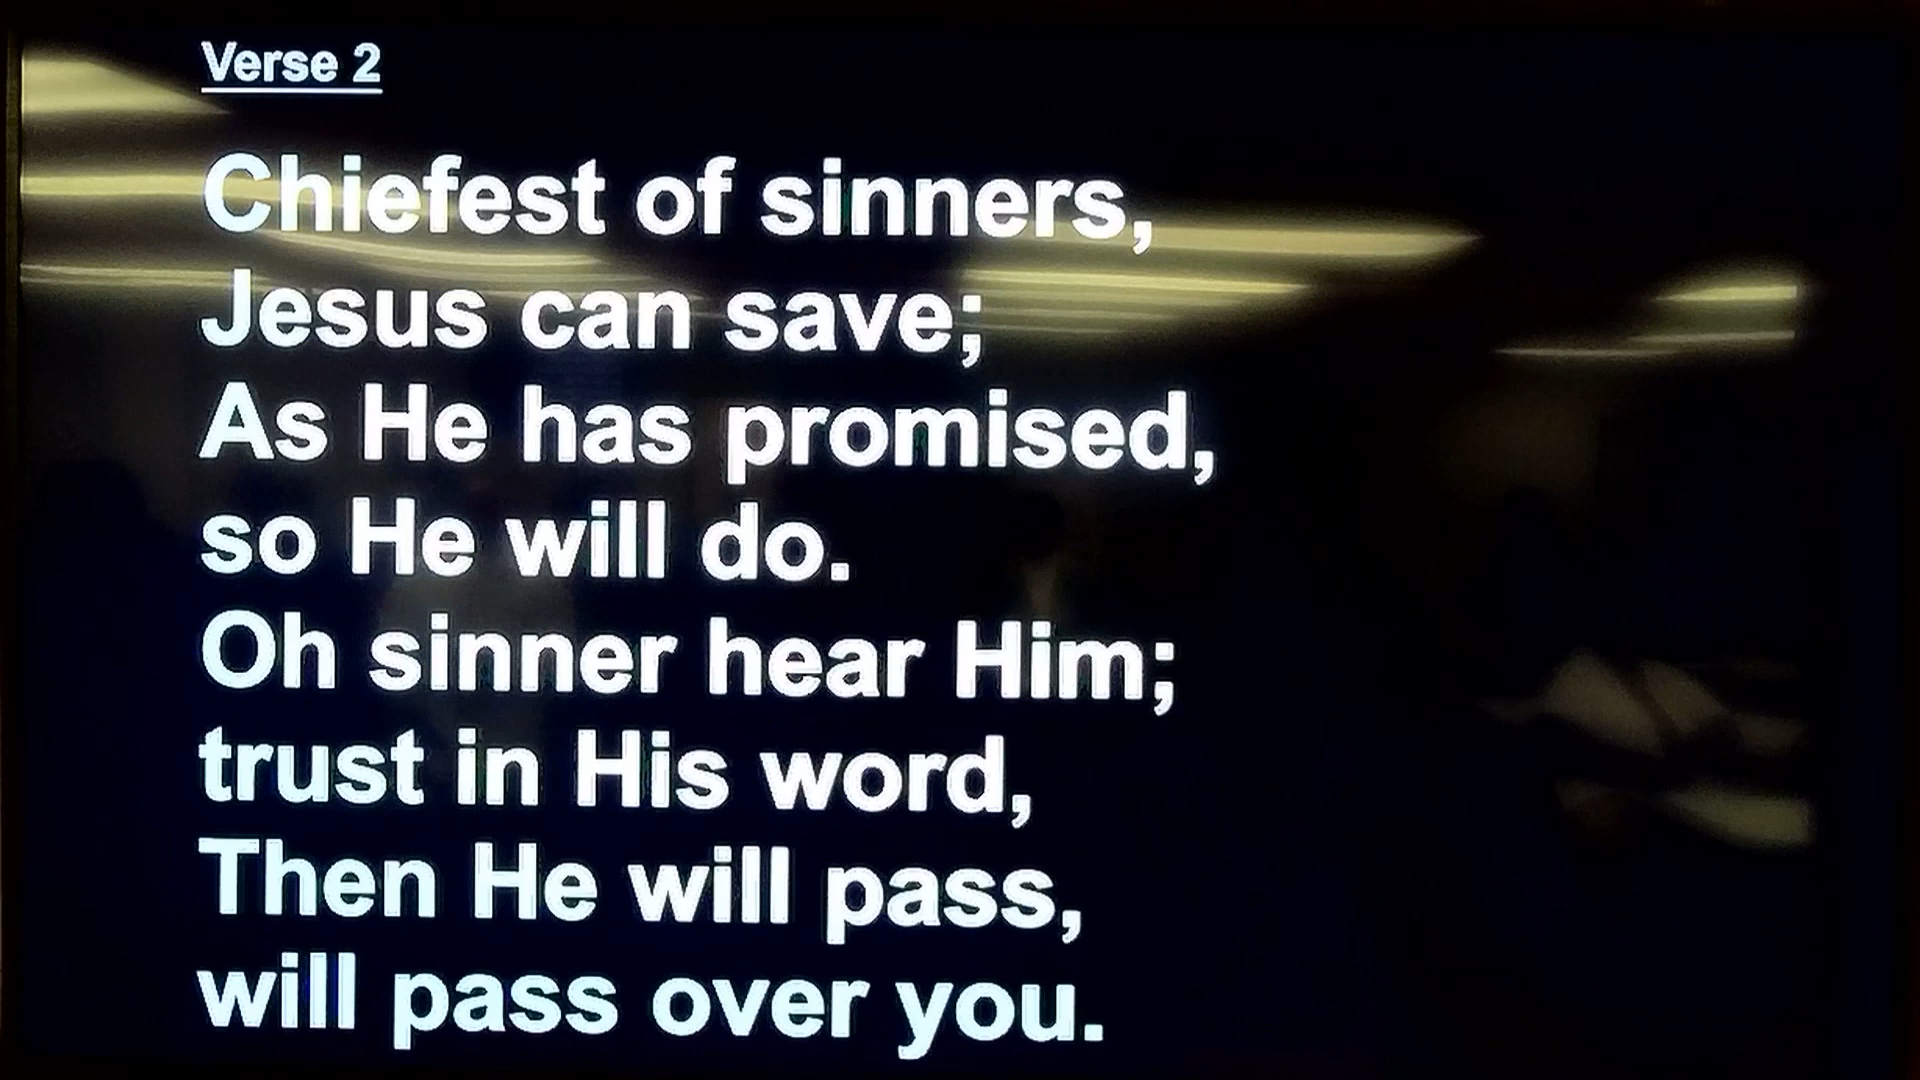 Verse 2
Chiefest of sinners,
Jesus can save;
As He has promised,
so He will do.
Oh sinner hear Him;
trust in His word,
Then He will pass,
will pass over you.